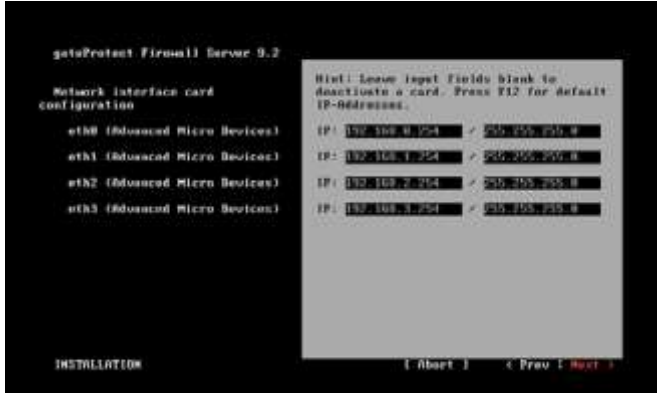 gateProtect Firewall Server 9.2
Hint: Leave input fields blank to
deactivate a card. Press F12 for default
IP-Addresses.
Network interface card
configuration
eth0 (Advanced Micro Devices) IP: 192.168.0.254 / 255.255.255.0
eth1 (Advanced Micro Devices) IP: 192.168.1.254 / 255.255.255.0
eth2 (Advanced Micro Devices) IP: 192.168.2.254 / 255.255.255.0
eth3 (Advanced Micro Devices) IP: 192.168.3.254 / 255.255.255.0
INSTALLATION [ Abort ] < Prev [ Next >